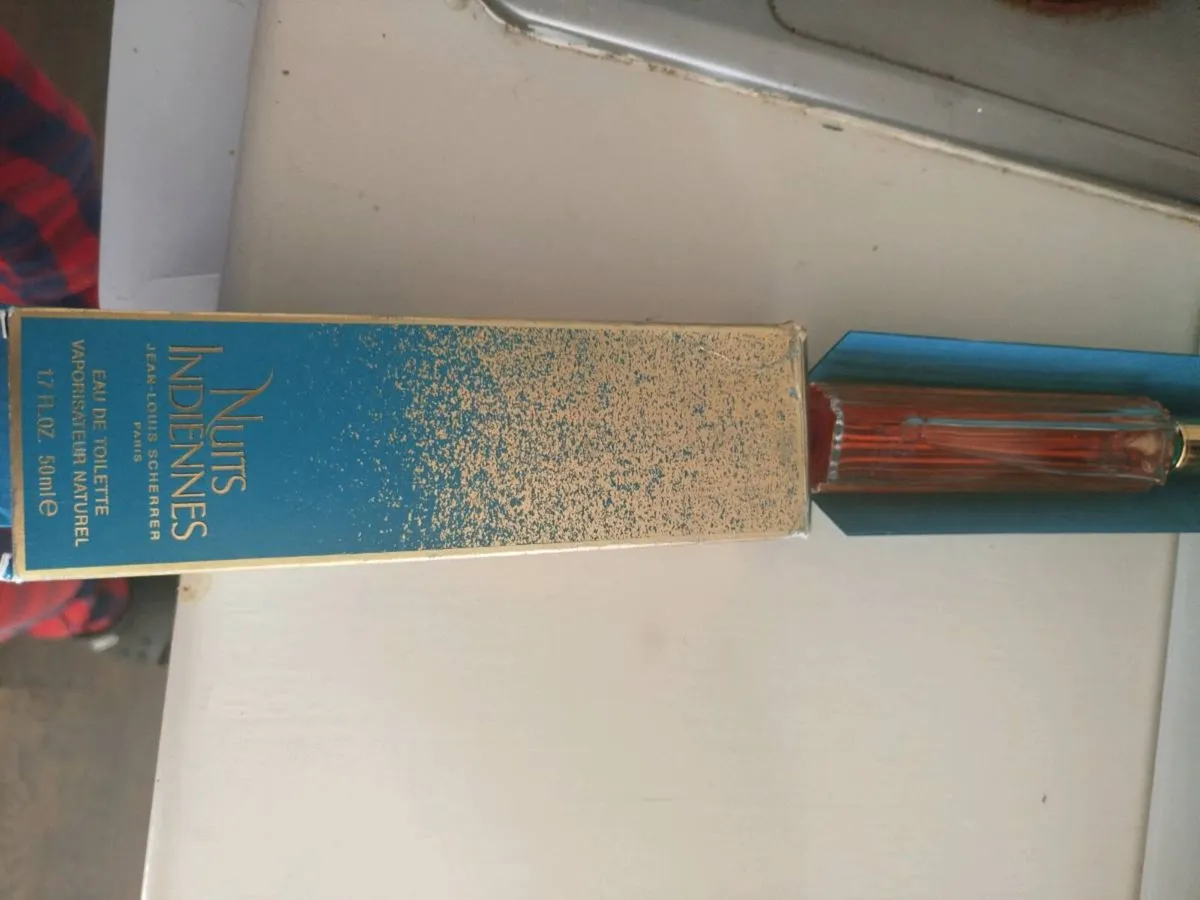 NUITS
INDIENNES
JEAN-LOUIS SCHERRER
PARIS
EAU DE TOILETTE
VAPORISATEUR NATUREL
1.7 FL.OZ. 50ml e